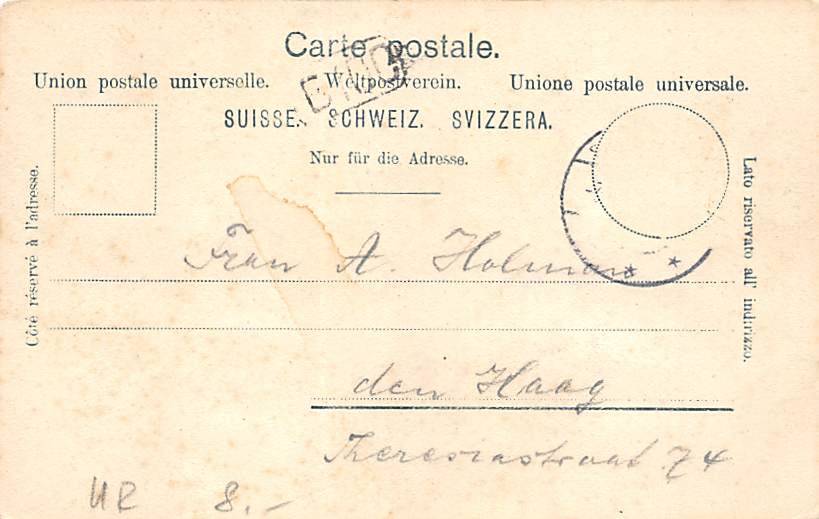 Carte postale.
Union postale universelle. Weltpostverein. Unione postale universale.
SUISSE. SCHWEIZ. SVIZZERA.
Nur für die Adresse.
Côté réservé à l'adresse.
Lato riservato all' indirizzo.
Frau A. Holman
den Haag
Theresiastraat 74
UR 8.-